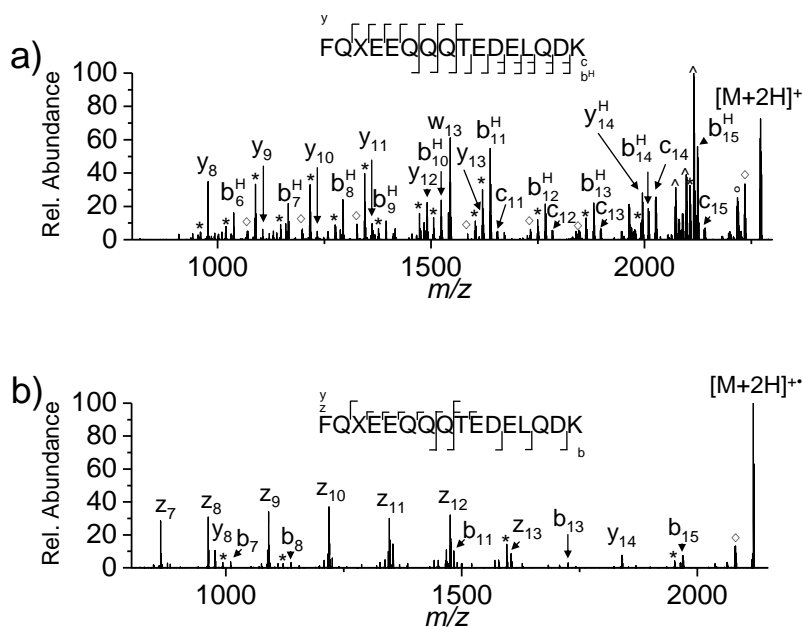 y
FQXEEQQQTEDELQDK
c
b^H
a)
100
80
60
40
20
0
Rel. Abundance
y₈
b₆^H
y₉
b₇^H
y₁₀
b₈^H
y₁₁
b₉^H
y₁₂
b₁₀^H
w₁₃
y₁₃
b₁₁^H
c₁₁
b₁₂^H
c₁₂
b₁₃^H
c₁₃
y₁₄^H
b₁₄^H
c₁₄
b₁₅^H
c₁₅
[M+2H]⁺
* ◇ ^ °
1000 1500 2000
m/z
b)
y
z
FQXEEQQQTEDELQDK
b
[M+2H]⁺•
100
80
60
40
20
0
Rel. Abundance
z₇
z₈
y₈
b₇
z₉
b₈
z₁₀
z₁₁
z₁₂
b₁₁
z₁₃
b₁₃
y₁₄
b₁₅
* ◇
1000 1500 2000
m/z